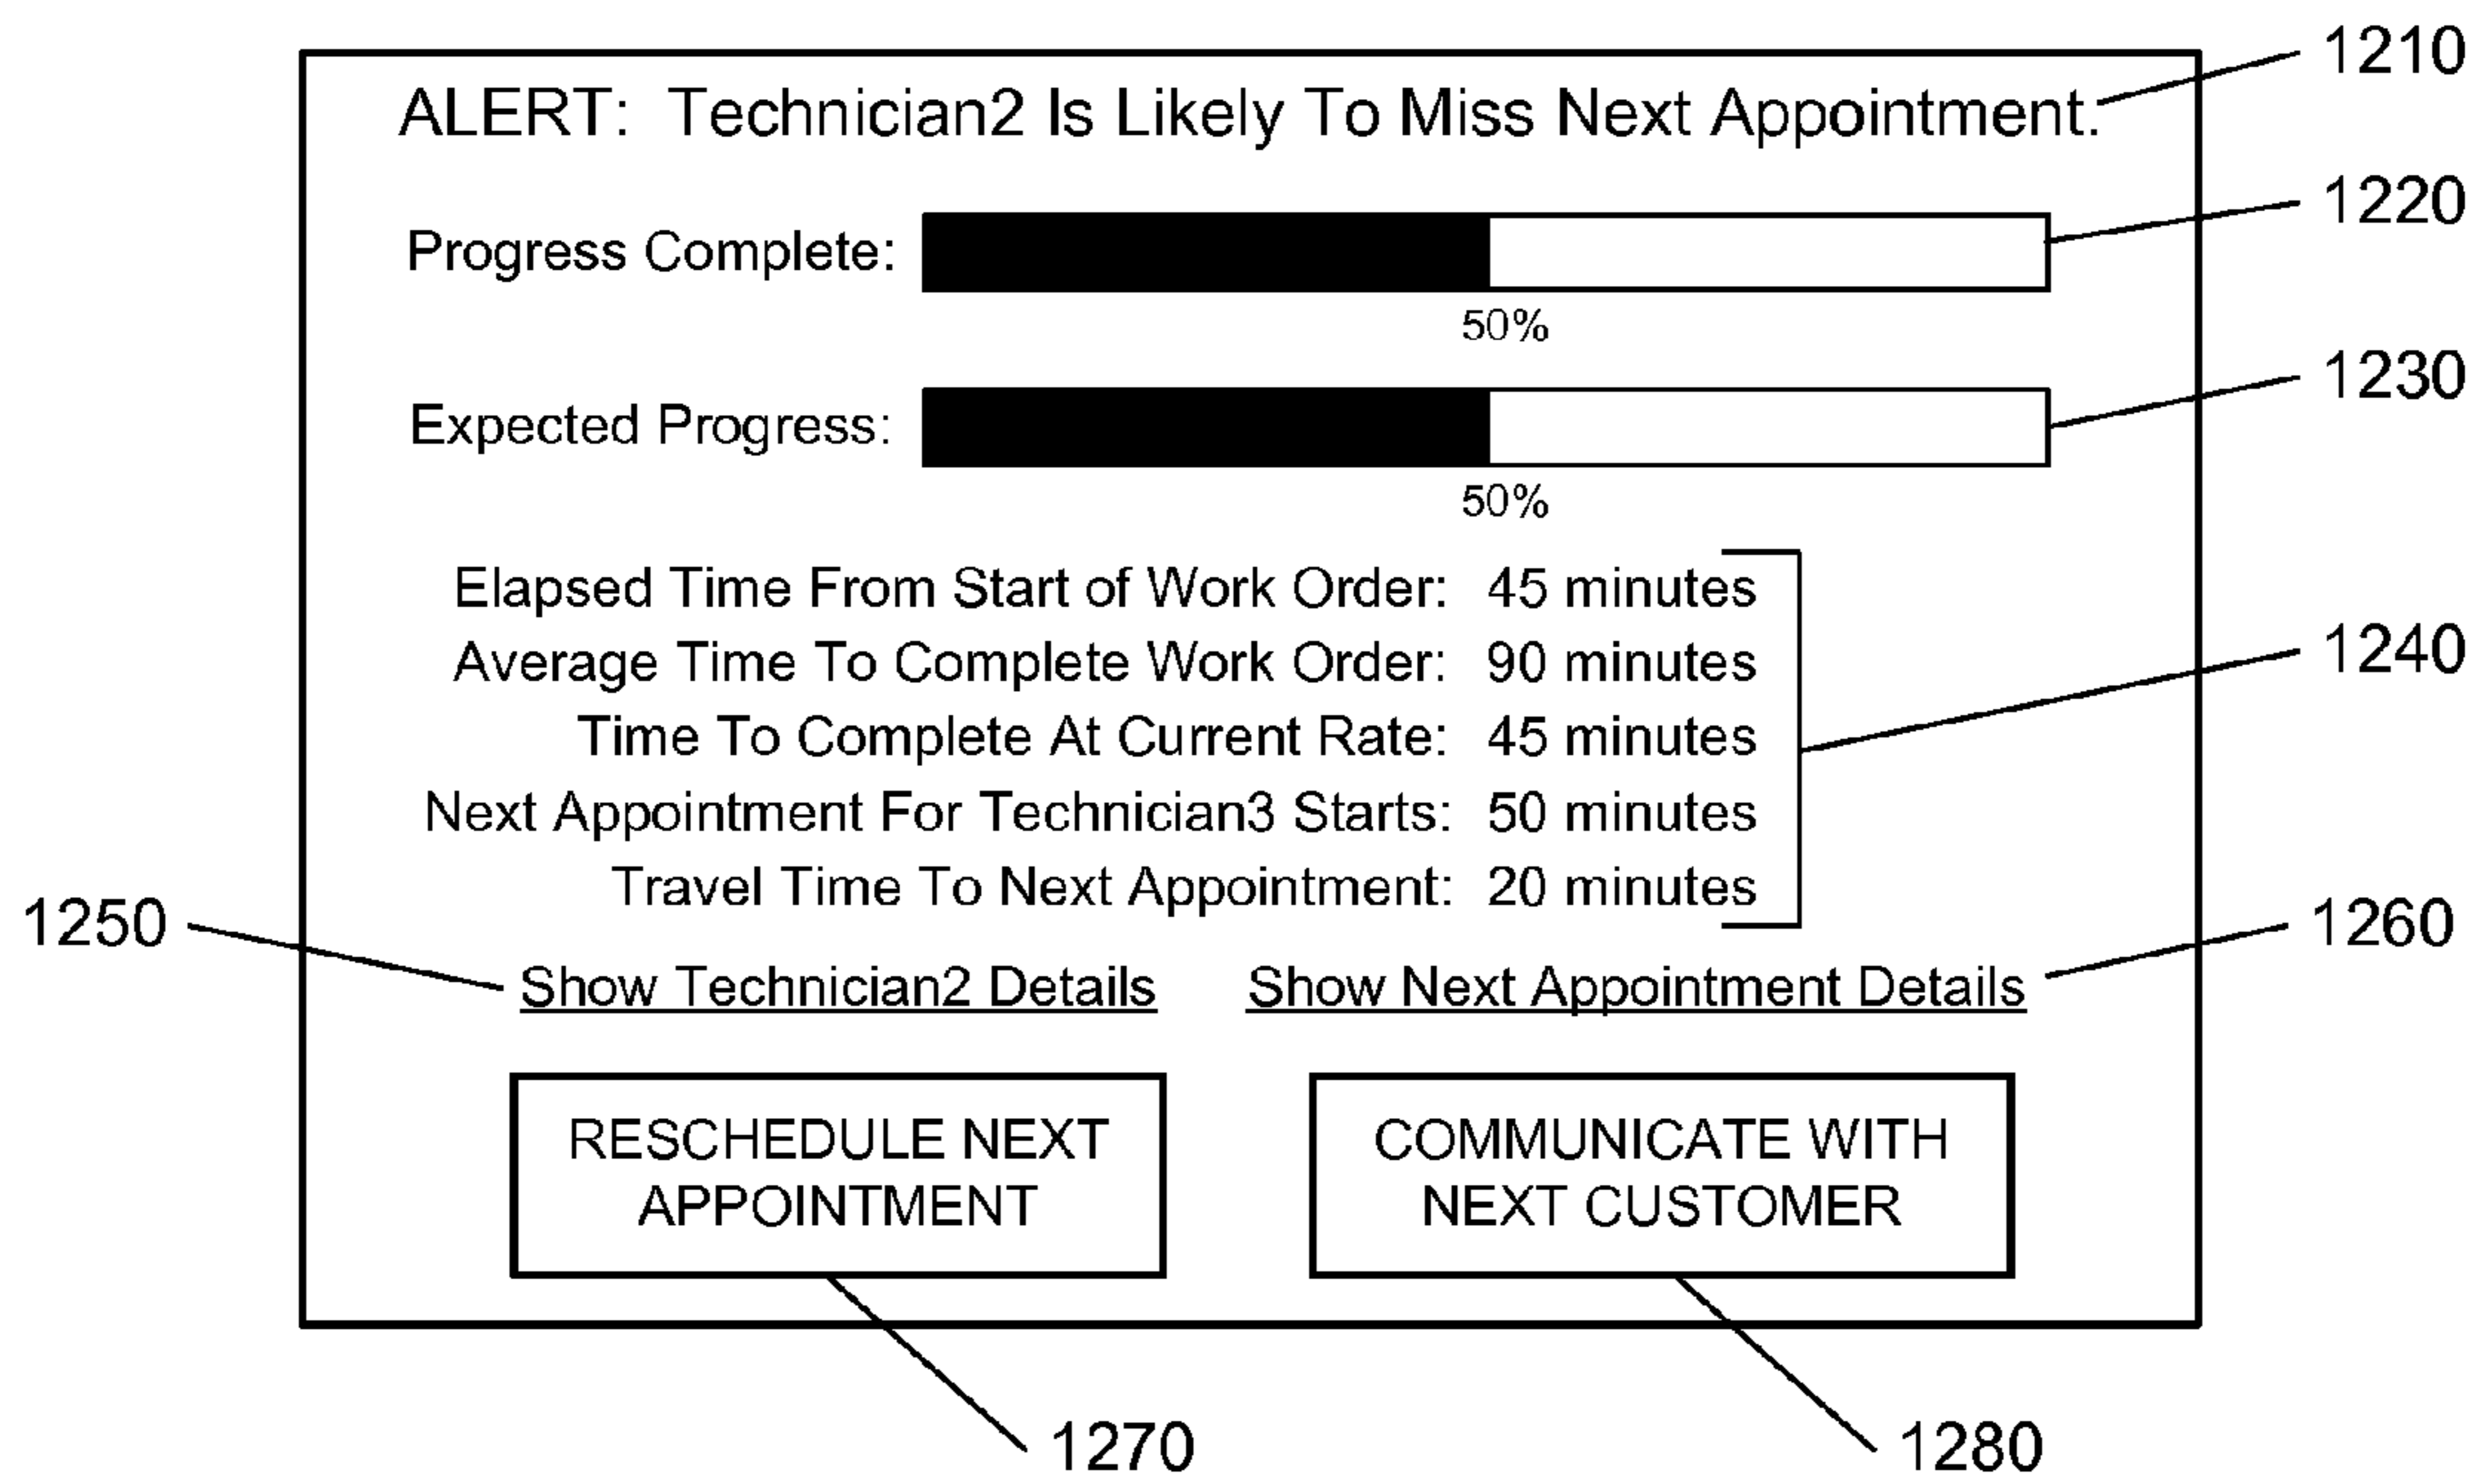 1210
ALERT: Technician2 Is Likely To Miss Next Appointment.
1220
Progress Complete:
50%
1230
Expected Progress:
50%
Elapsed Time From Start of Work Order: 45 minutes
Average Time To Complete Work Order: 90 minutes
1240
Time To Complete At Current Rate: 45 minutes
Next Appointment For Technician3 Starts: 50 minutes
Travel Time To Next Appointment: 20 minutes
1250
1260
Show Technician2 Details Show Next Appointment Details
RESCHEDULE NEXT
APPOINTMENT
COMMUNICATE WITH
NEXT CUSTOMER
1270
1280